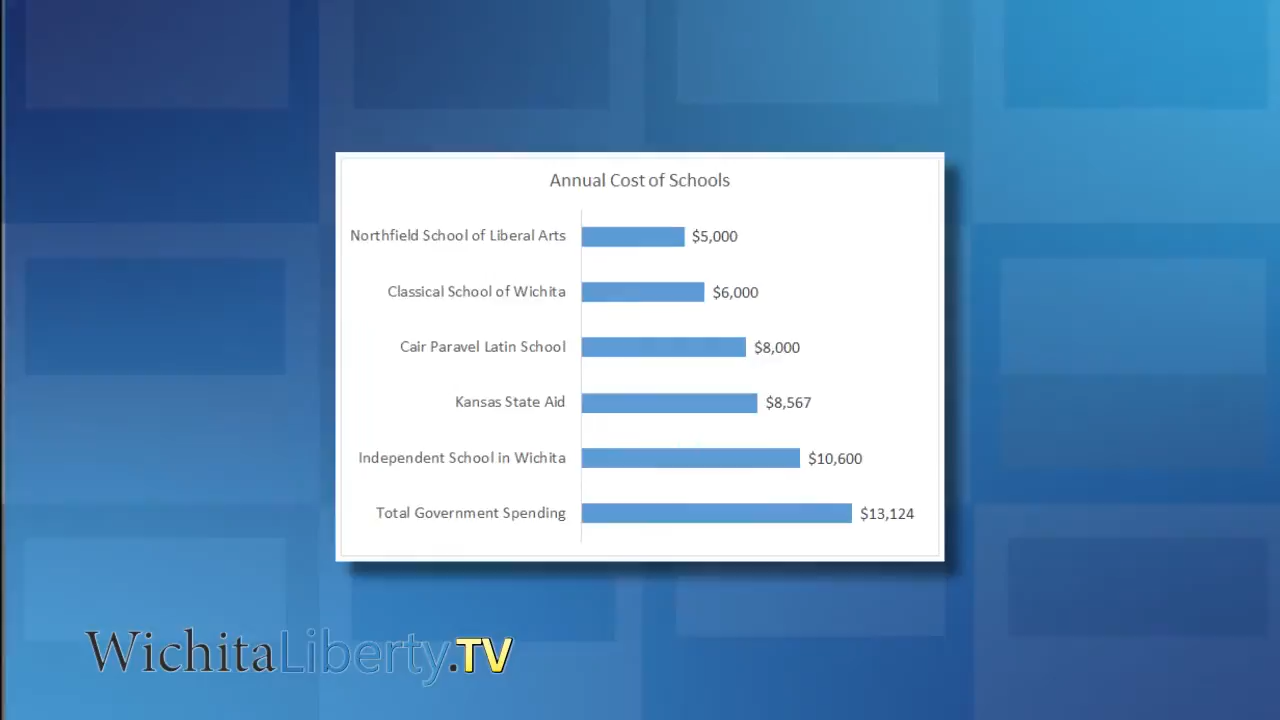 Annual Cost of Schools
Northfield School of Liberal Arts $5,000
Classical School of Wichita $6,000
Cair Paravel Latin School $8,000
Kansas State Aid $8,567
Independent School in Wichita $10,600
Total Government Spending $13,124
WichitaLiberty.TV